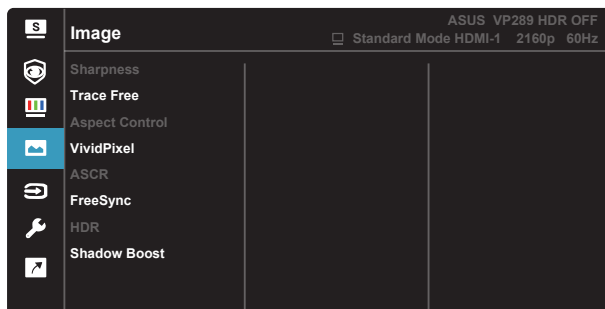 S
Image
ASUS VP289 HDR OFF
Standard Mode HDMI-1 2160p 60Hz
Sharpness
Trace Free
Aspect Control
VividPixel
ASCR
FreeSync
HDR
Shadow Boost